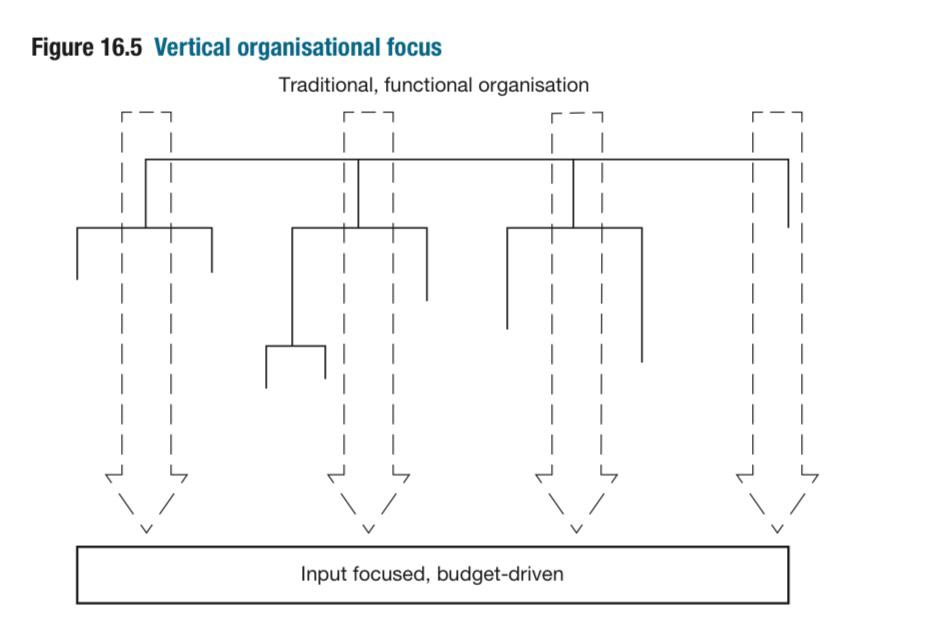 Figure 16.5 Vertical organisational focus
Traditional, functional organisation
Input focused, budget-driven